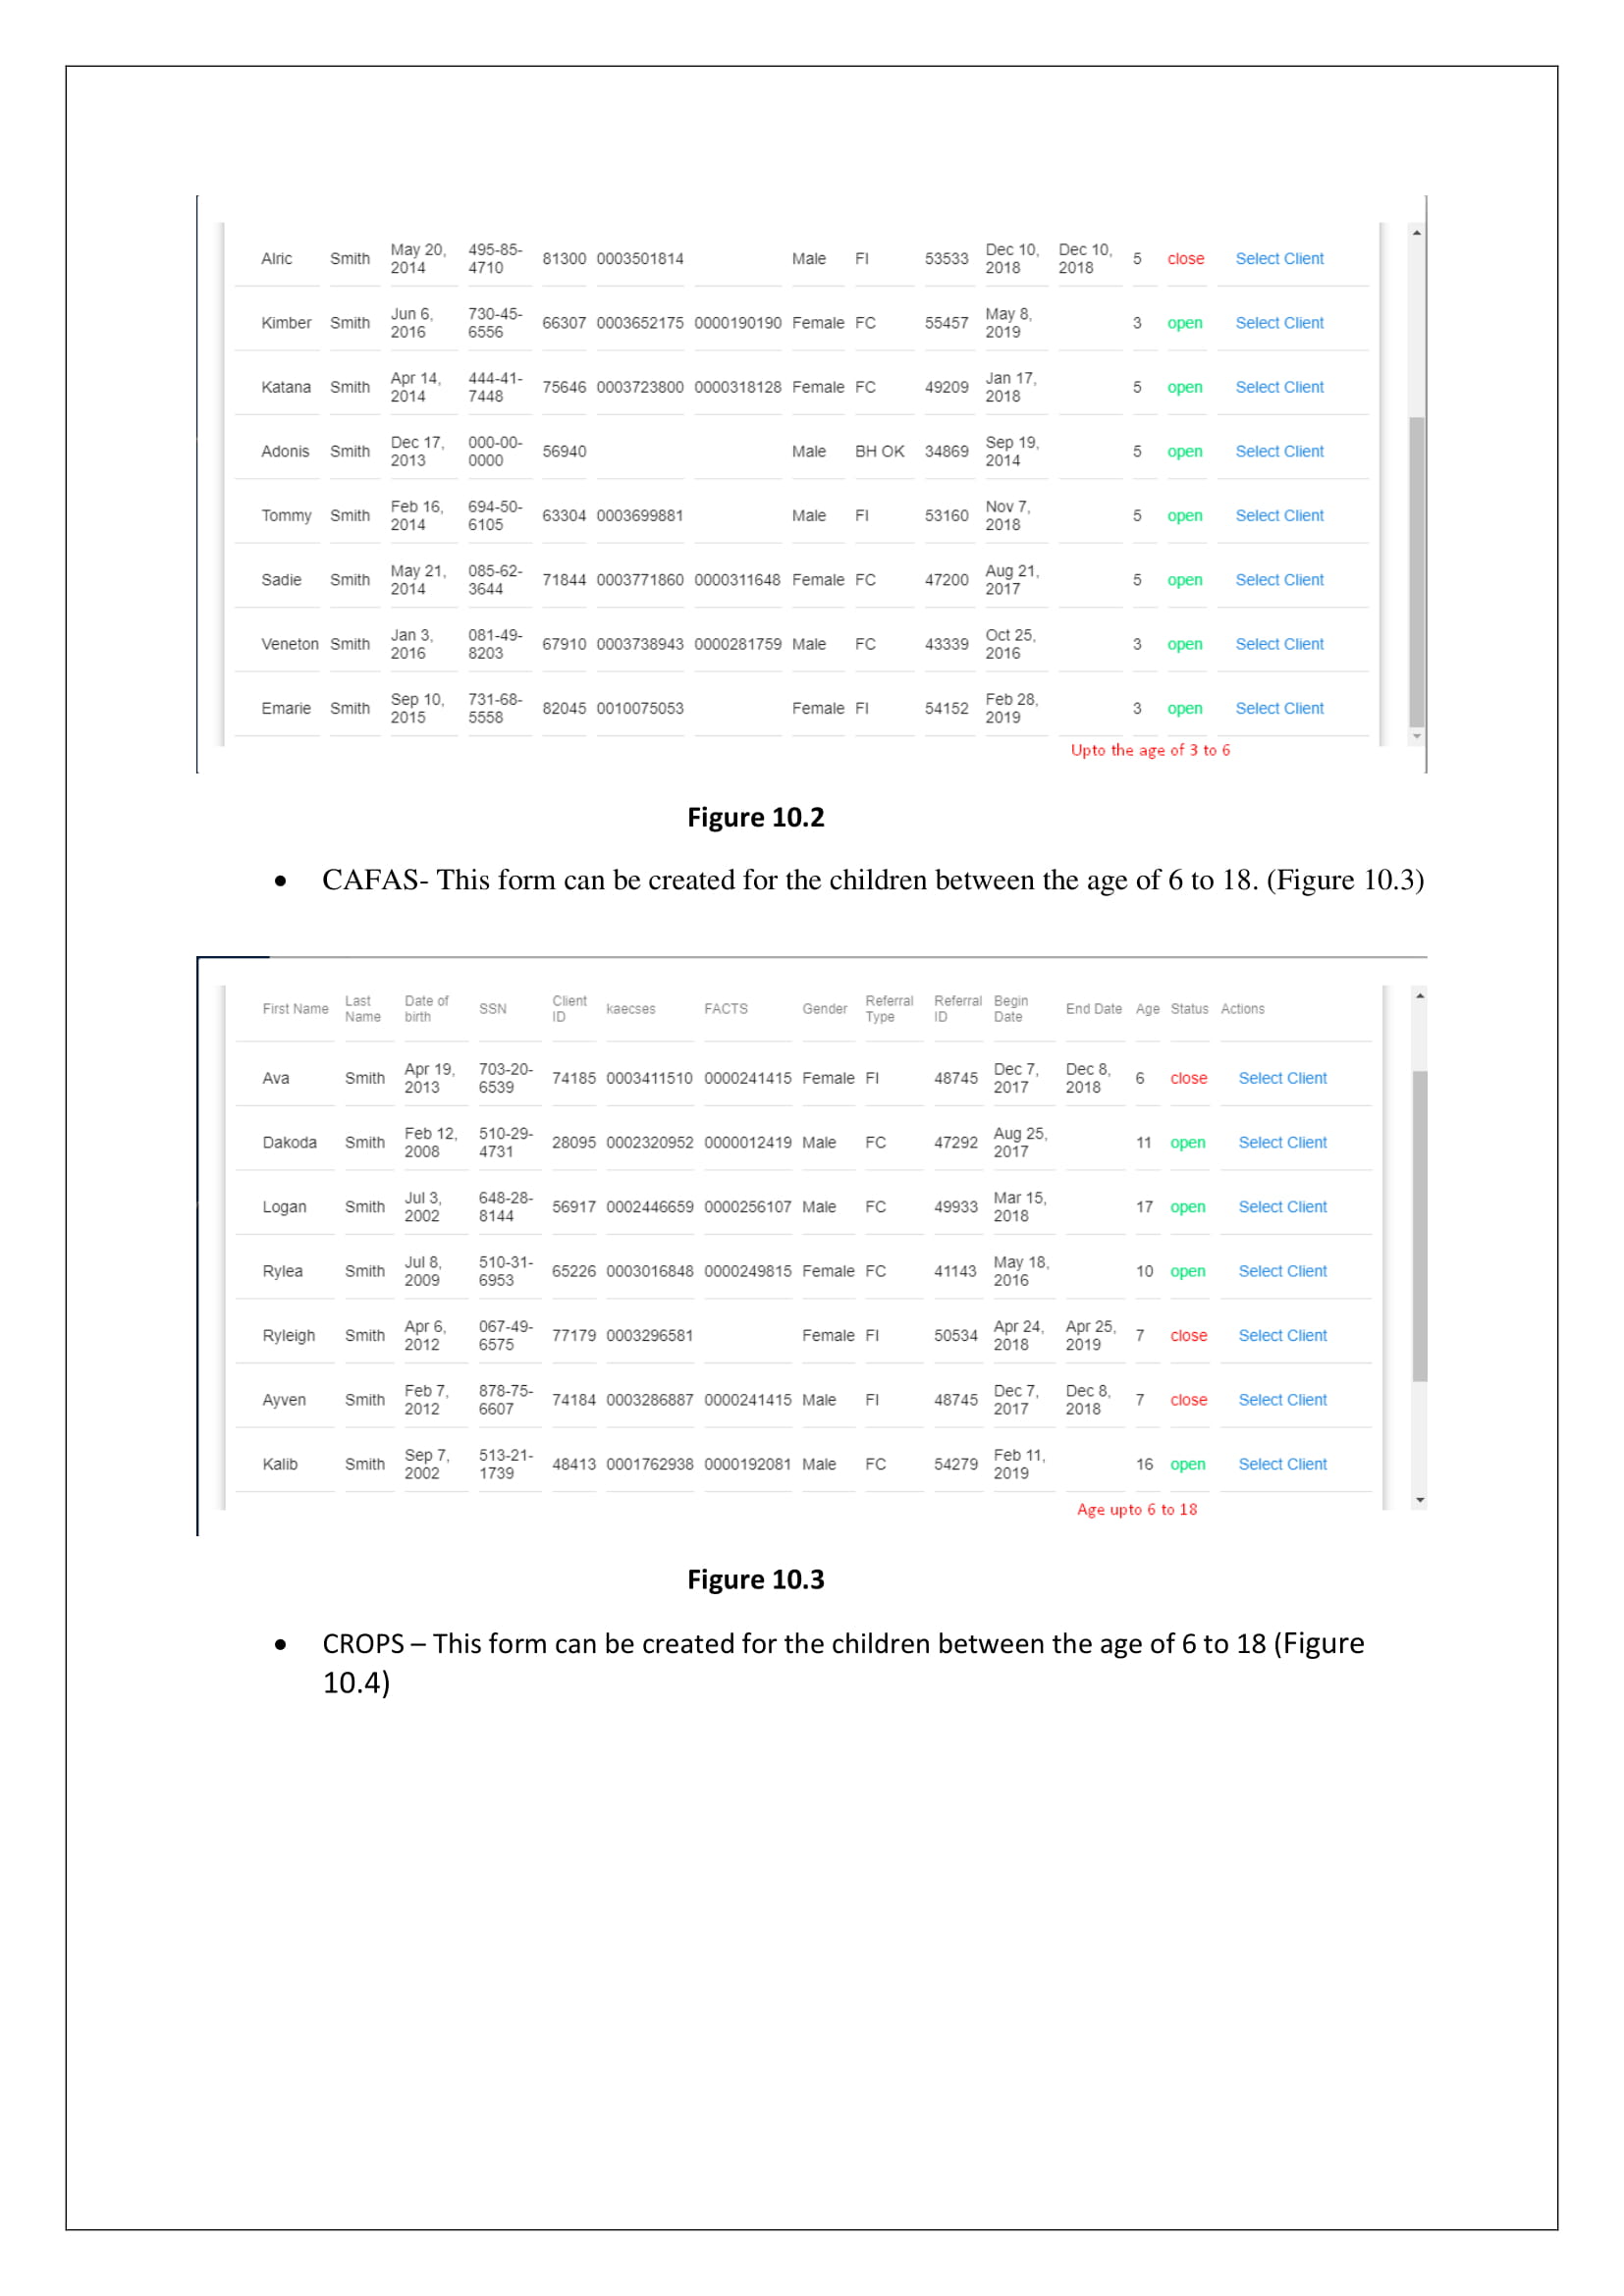 Alric Smith May 20, 2014 495-85-4710 81300 0003501814 Male FI 53533 Dec 10, 2018 Dec 10, 2018 5 close Select Client
Kimber Smith Jun 6, 2016 730-45-6556 66307 0003652175 0000190190 Female FC 55457 May 8, 2019 3 open Select Client
Katana Smith Apr 14, 2014 444-41-7448 75646 0003723800 0000318128 Female FC 49209 Jan 17, 2018 5 open Select Client
Adonis Smith Dec 17, 2013 000-00-0000 56940 Male BH OK 34869 Sep 19, 2014 5 open Select Client
Tommy Smith Feb 16, 2014 694-50-6105 63304 0003699881 Male FI 53160 Nov 7, 2018 5 open Select Client
Sadie Smith May 21, 2014 085-62-3644 71844 0003771860 0000311648 Female FC 47200 Aug 21, 2017 5 open Select Client
Veneton Smith Jan 3, 2016 081-49-8203 67910 0003738943 0000281759 Male FC 43339 Oct 25, 2016 3 open Select Client
Emarie Smith Sep 10, 2015 731-68-5558 82045 0010075053 Female FI 54152 Feb 28, 2019 3 open Select Client
Upto the age of 3 to 6
Figure 10.2
• CAFAS- This form can be created for the children between the age of 6 to 18. (Figure 10.3)
First Name Last Name Date of birth SSN Client ID kaecses FACTS Gender Referral Type Referral ID Begin Date End Date Age Status Actions
Ava Smith Apr 19, 2013 703-20-6539 74185 0003411510 0000241415 Female FI 48745 Dec 7, 2017 Dec 8, 2018 6 close Select Client
Dakoda Smith Feb 12, 2008 510-29-4731 28095 0002320952 0000012419 Male FC 47292 Aug 25, 2017 11 open Select Client
Logan Smith Jul 3, 2002 648-28-8144 56917 0002446659 0000256107 Male FC 49933 Mar 15, 2018 17 open Select Client
Rylea Smith Jul 8, 2009 510-31-6953 65226 0003016848 0000249815 Female FC 41143 May 18, 2016 10 open Select Client
Ryleigh Smith Apr 6, 2012 067-49-6575 77179 0003296581 Female FI 50534 Apr 24, 2018 Apr 25, 2019 7 close Select Client
Ayven Smith Feb 7, 2012 878-75-6607 74184 0003286887 0000241415 Male FI 48745 Dec 7, 2017 Dec 8, 2018 7 close Select Client
Kalib Smith Sep 7, 2002 513-21-1739 48413 0001762938 0000192081 Male FC 54279 Feb 11, 2019 16 open Select Client
Age upto 6 to 18
Figure 10.3
• CROPS – This form can be created for the children between the age of 6 to 18 (Figure
10.4)